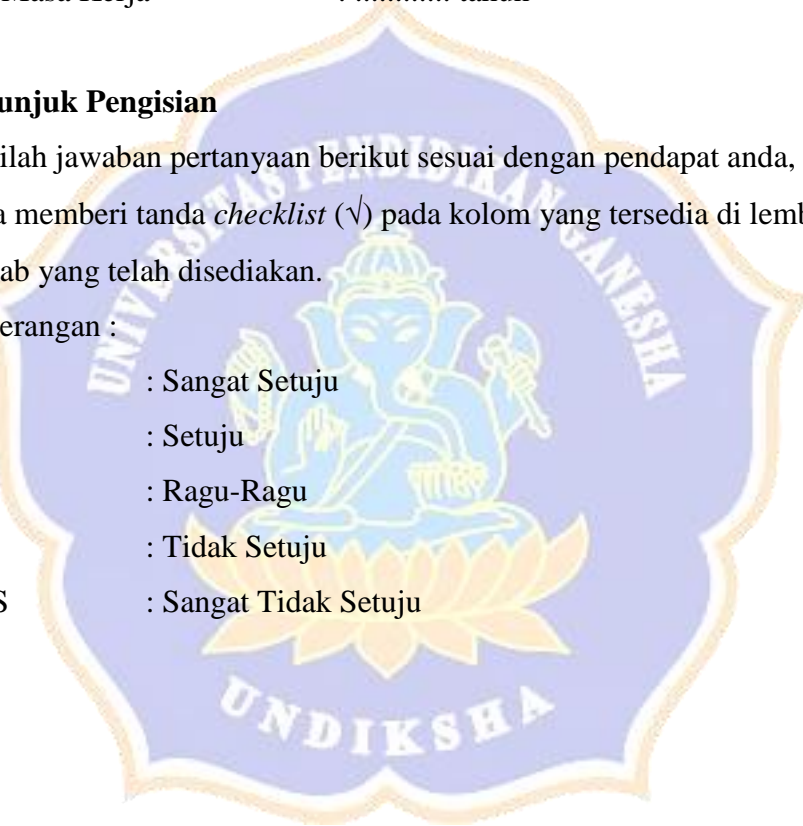 : ............ tahun
unjuk Pengisian
ilah jawaban pertanyaan berikut sesuai dengan pendapat anda,
a memberi tanda checklist (√) pada kolom yang tersedia di lemb
ab yang telah disediakan.
erangan :
: Sangat Setuju
: Setuju
: Ragu-Ragu
: Tidak Setuju
S : Sangat Tidak Setuju
UNIVERSITAS PENDIDIKAN GANESHA
UNDIKSHA